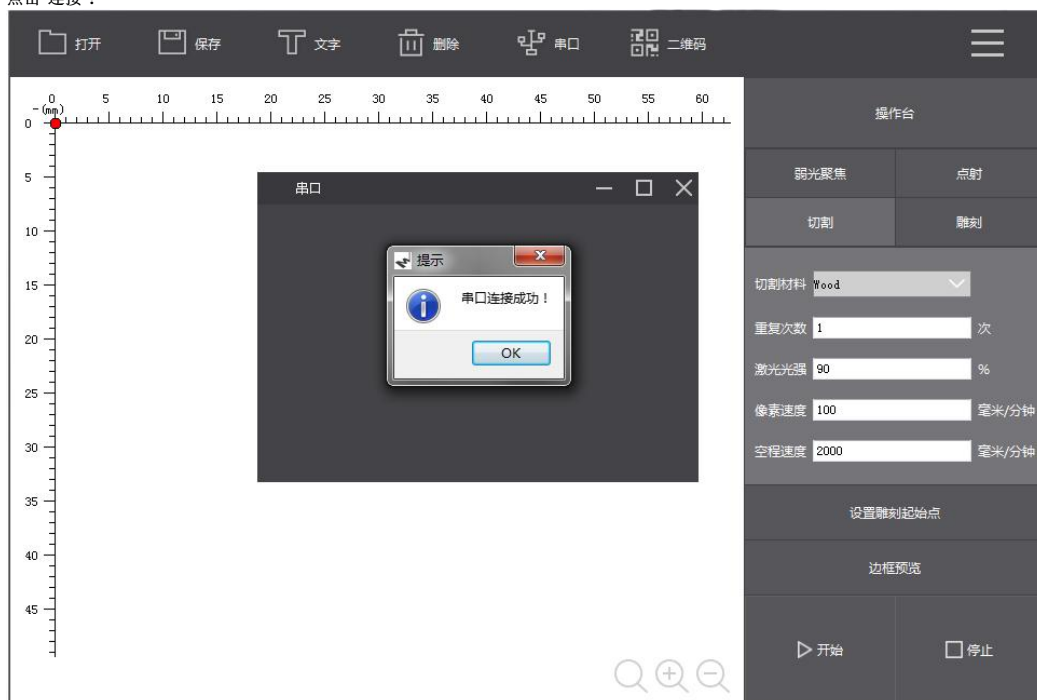 点击"连接":
打开 保存 文字 删除 串口 二维码
0 5 10 15 20 25 30 35 40 45 50 55 60
-(mm)
0
5
10
15
20
25
30
35
40
45
串口
提示
串口连接成功！
OK
操作台
弱光聚焦 点射
切割 雕刻
切割材料 Wood
重复次数 1 次
激光光强 90 %
像素速度 100 毫米/分钟
空程速度 2000 毫米/分钟
设置雕刻起始点
边框预览
开始 停止